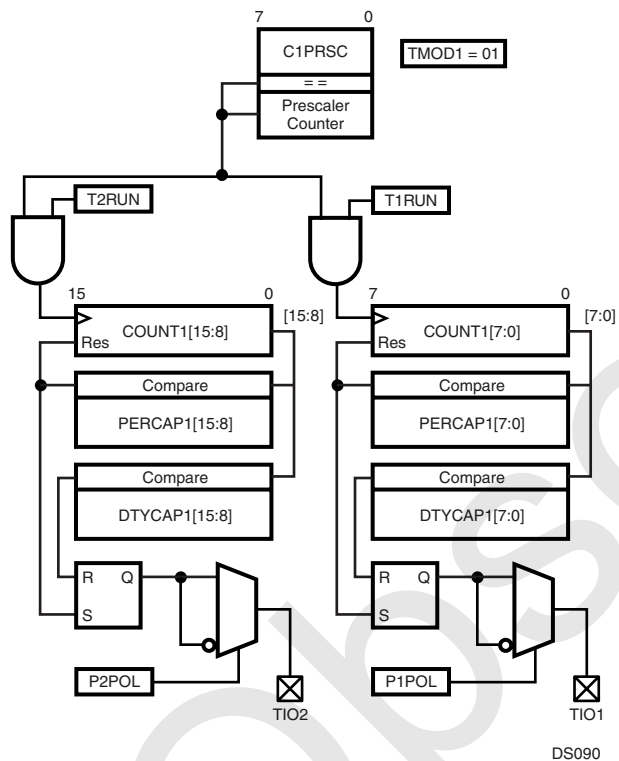 7 0
C1PRSC
TMOD1 = 01
= =
Prescaler
Counter
T2RUN
T1RUN
15 0
[15:8]
7 0
[7:0]
COUNT1[15:8]
Res
COUNT1[7:0]
Res
Compare
PERCAP1[15:8]
Compare
PERCAP1[7:0]
Compare
DTYCAP1[15:8]
Compare
DTYCAP1[7:0]
R Q
S
R Q
S
P2POL
TIO2
P1POL
TIO1
DS090